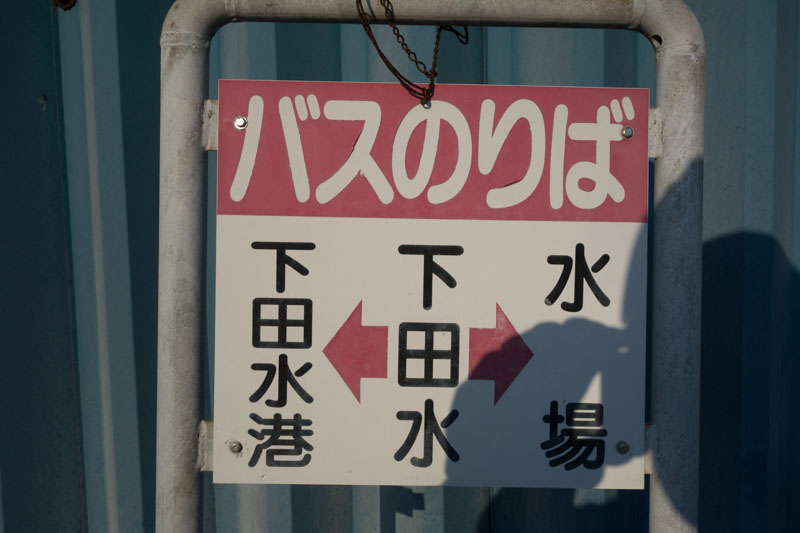 バスのりば
下田水港
下田水
水場